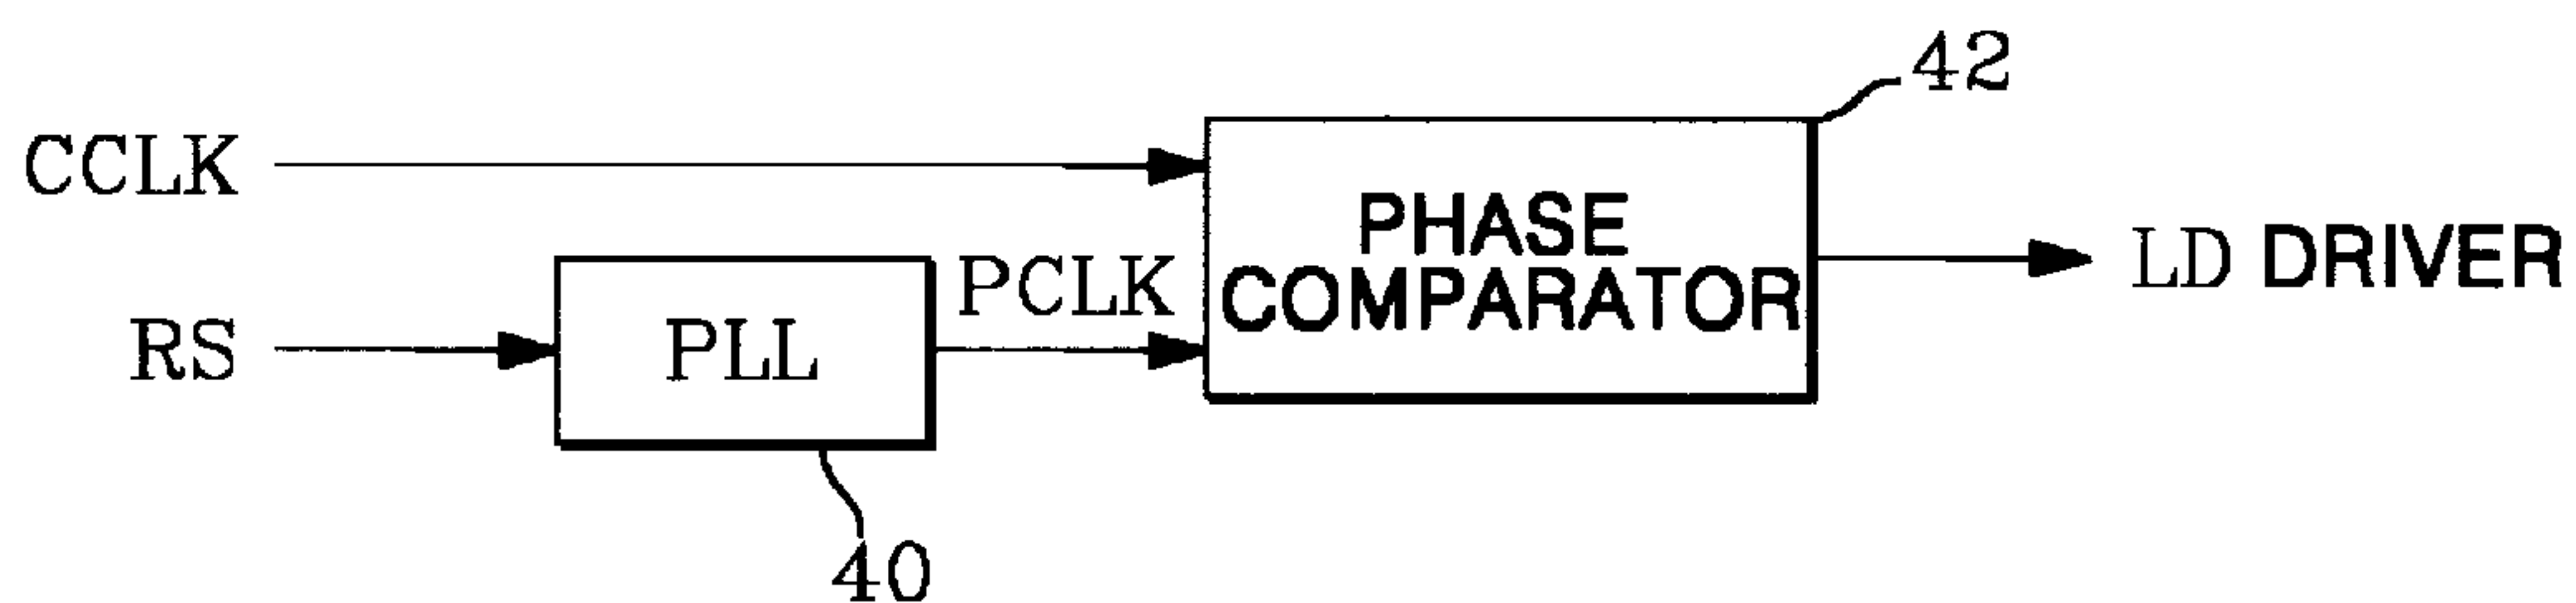 42
CCLK
PHASE
COMPARATOR
LD DRIVER
PCLK
RS
PLL
40